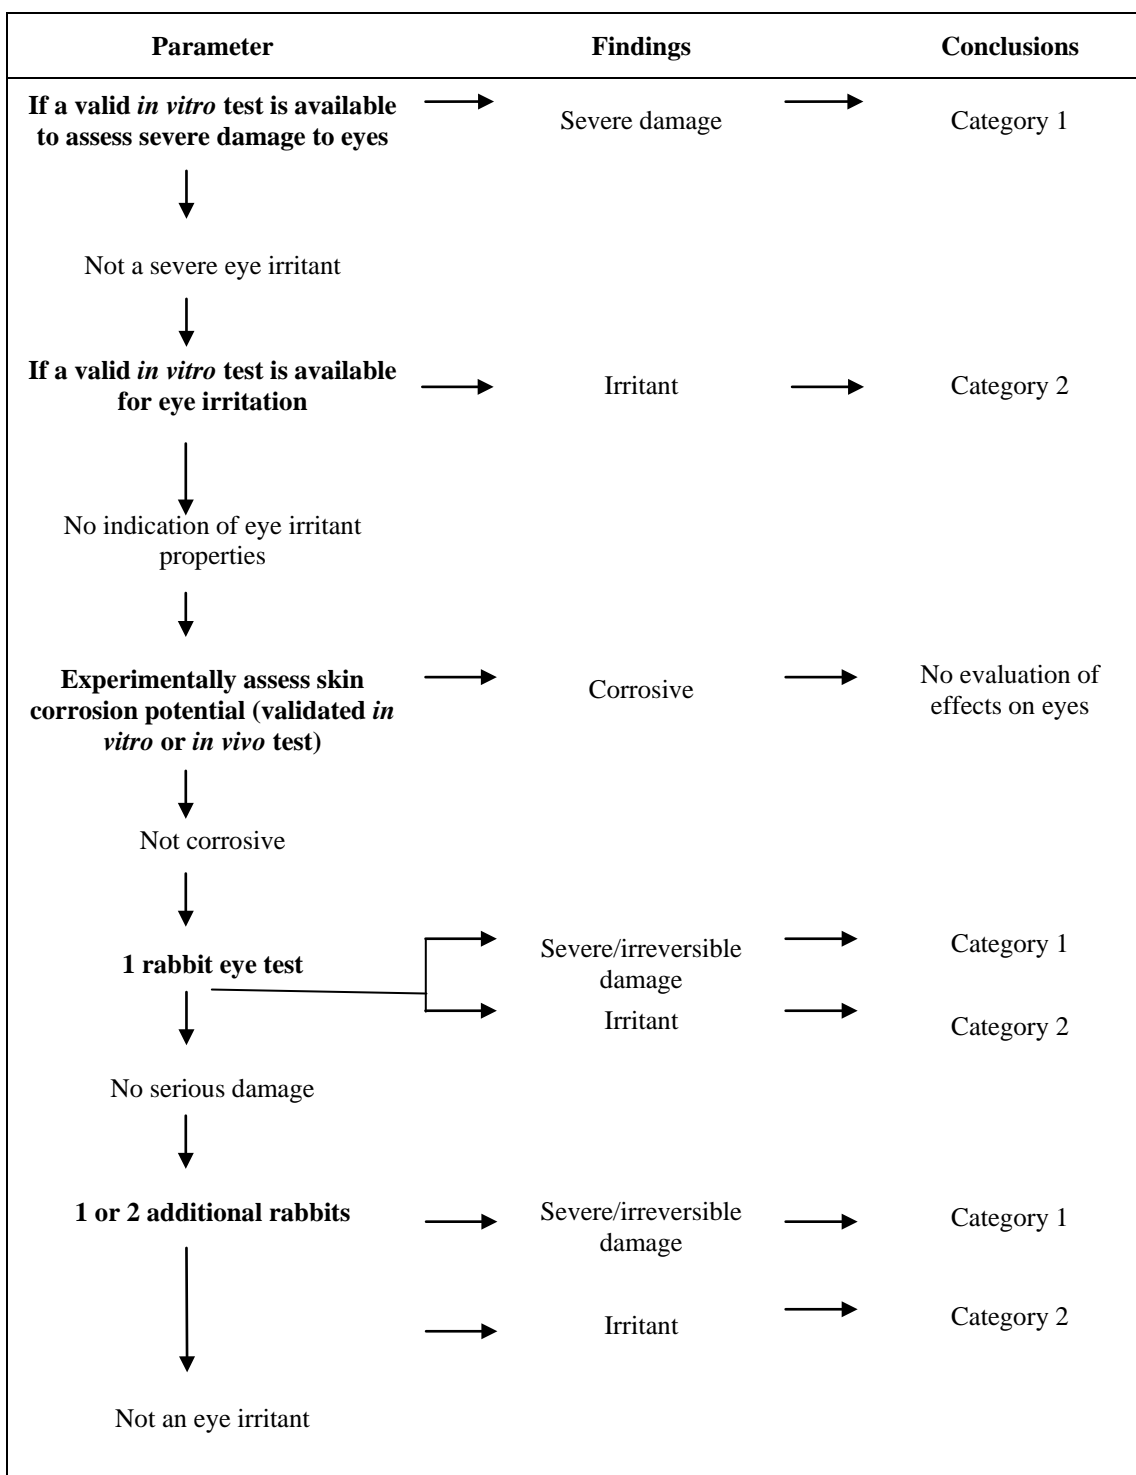 Parameter Findings Conclusions
If a valid in vitro test is available
to assess severe damage to eyes
Severe damage
Category 1
Not a severe eye irritant
If a valid in vitro test is available
for eye irritation
Irritant
Category 2
No indication of eye irritant
properties
Experimentally assess skin
corrosion potential (validated in
vitro or in vivo test)
Corrosive
No evaluation of
effects on eyes
Not corrosive
1 rabbit eye test
Severe/irreversible
damage
Category 1
Irritant
Category 2
No serious damage
1 or 2 additional rabbits
Severe/irreversible
damage
Category 1
Irritant
Category 2
Not an eye irritant